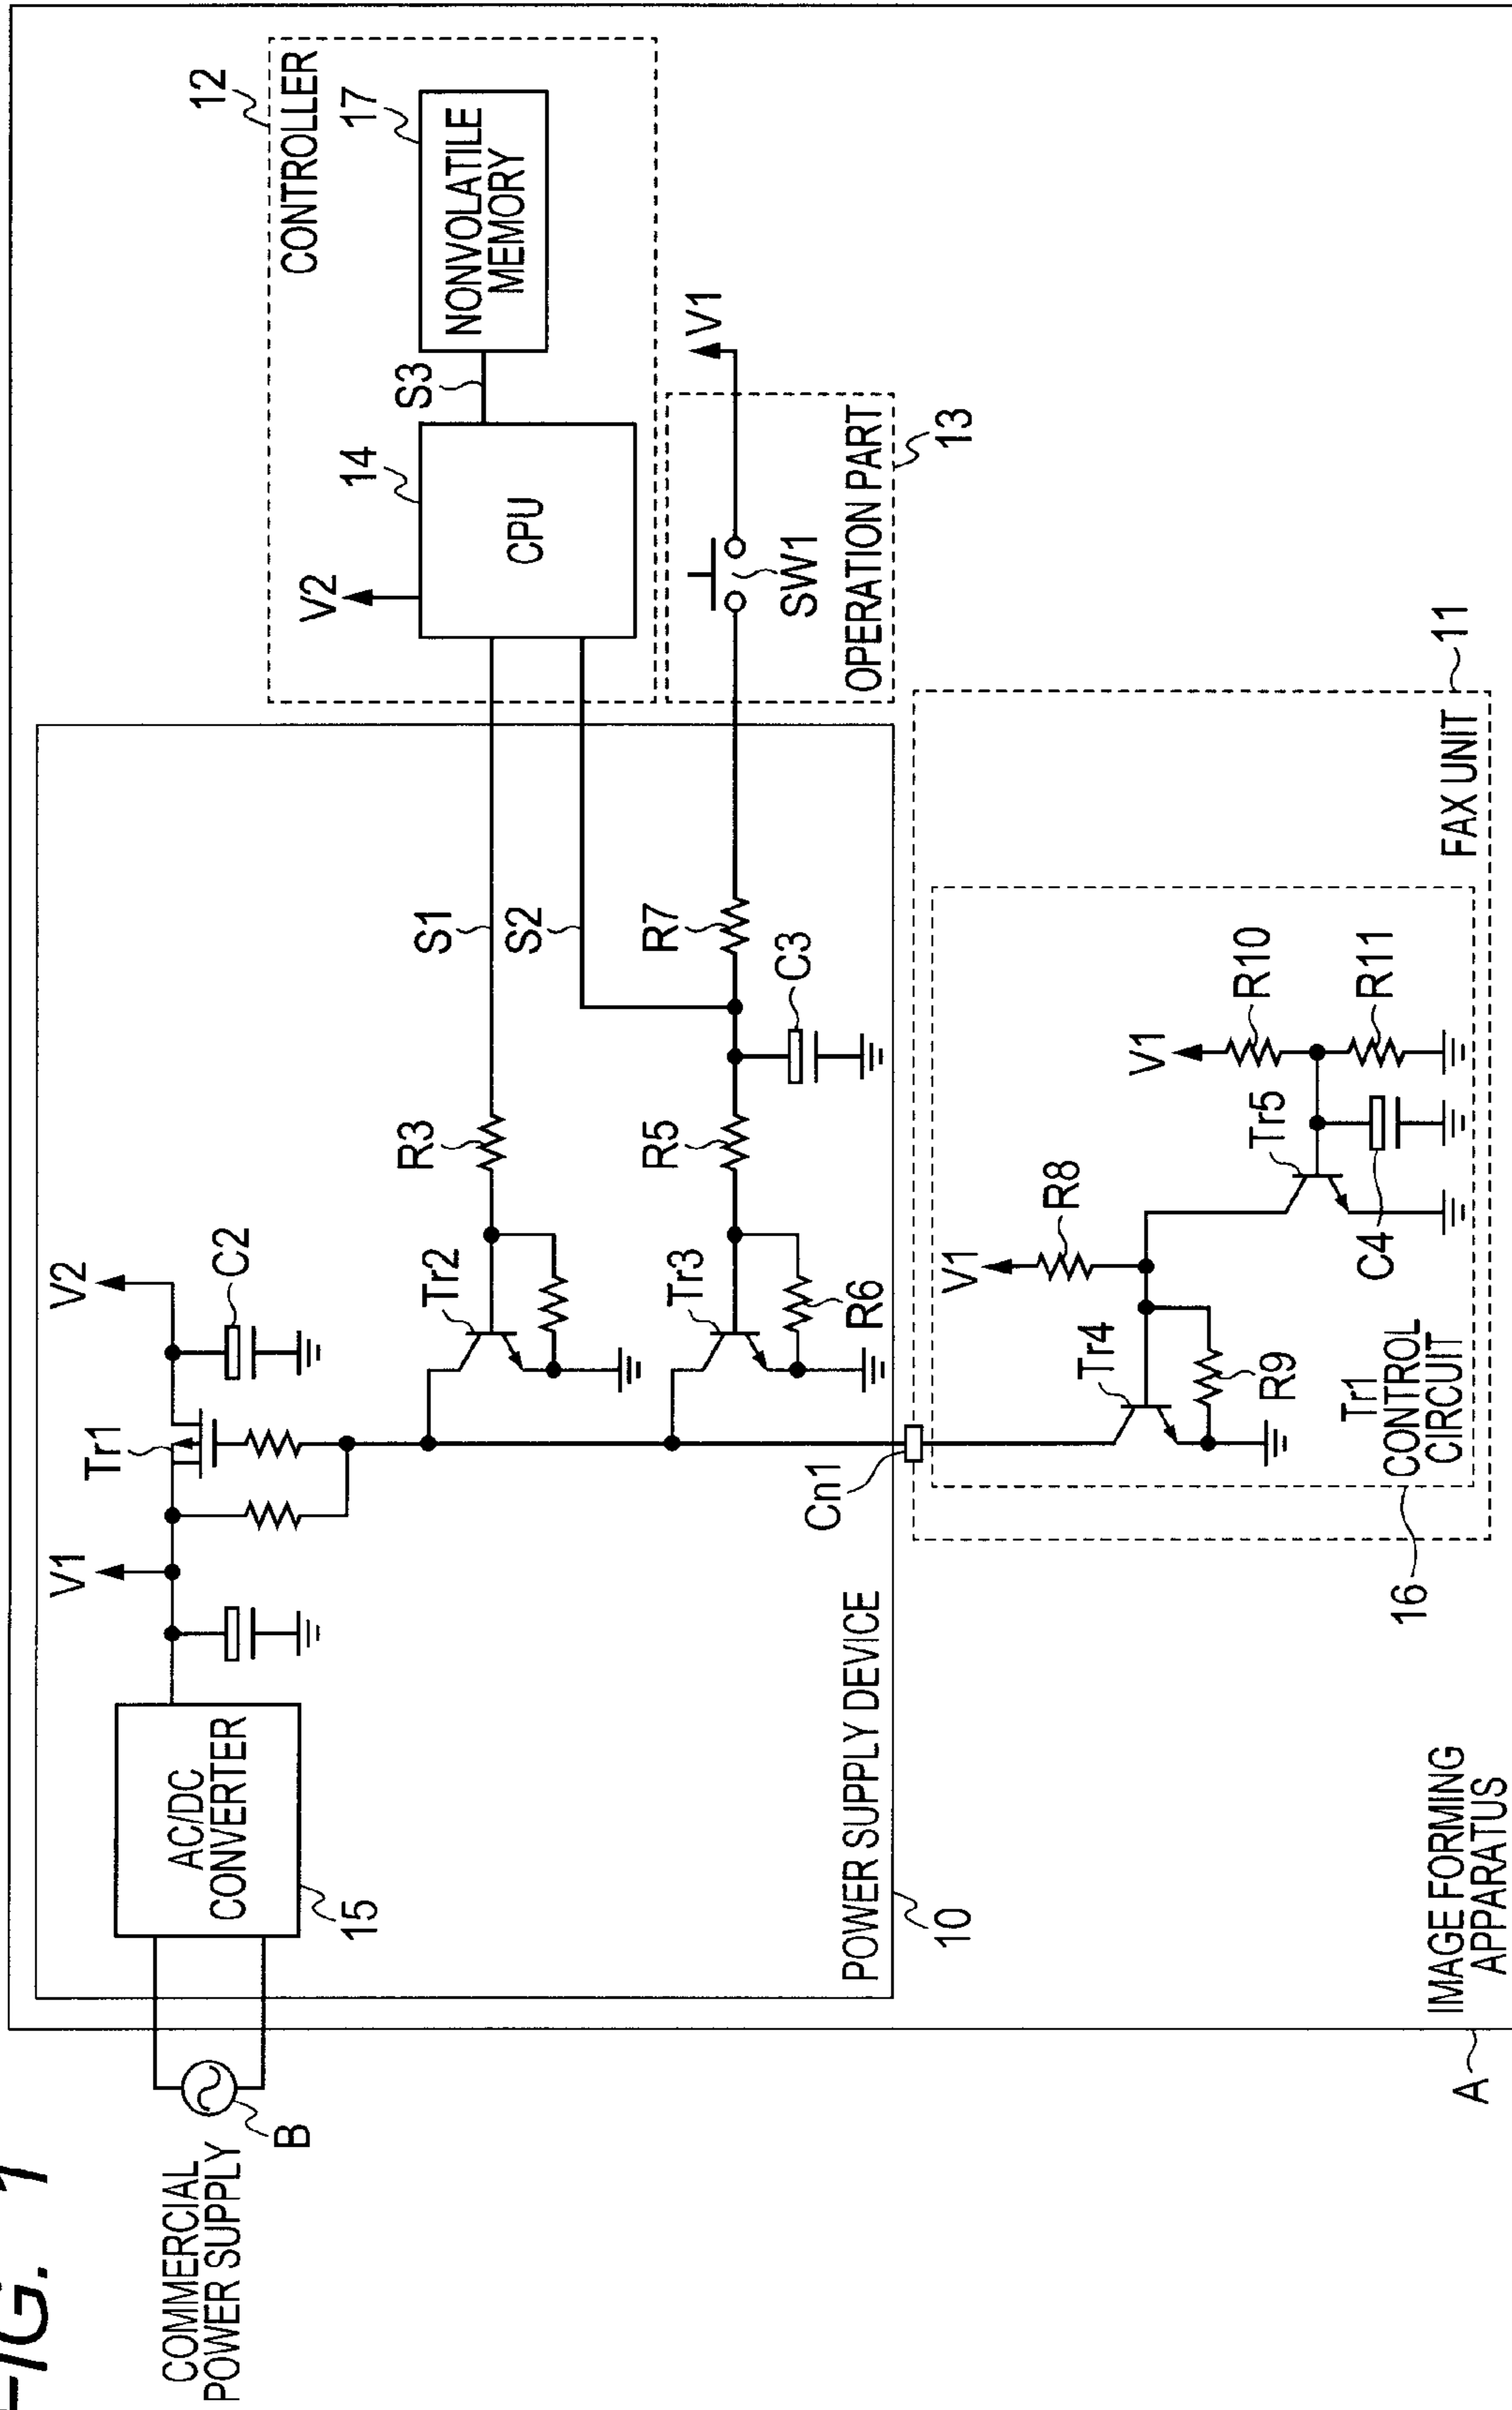 FIG. 1
COMMERCIAL
POWER SUPPLY
B
AC/DC
CONVERTER
15
V1
Tr1
V2
C2
12
CONTROLLER
V2
14
CPU
S3
17
NONVOLATILE
MEMORY
Tr2
R3
S1
S2
Tr3
R5
R6
C3
R7
SW1
V1
OPERATION PART
13
POWER SUPPLY DEVICE
10
Cn1
Tr4
R9
V1
R8
Tr5
C4
V1
R10
R11
Tr1
CONTROL
CIRCUIT
16
FAX UNIT
11
IMAGE FORMING
APPARATUS
A